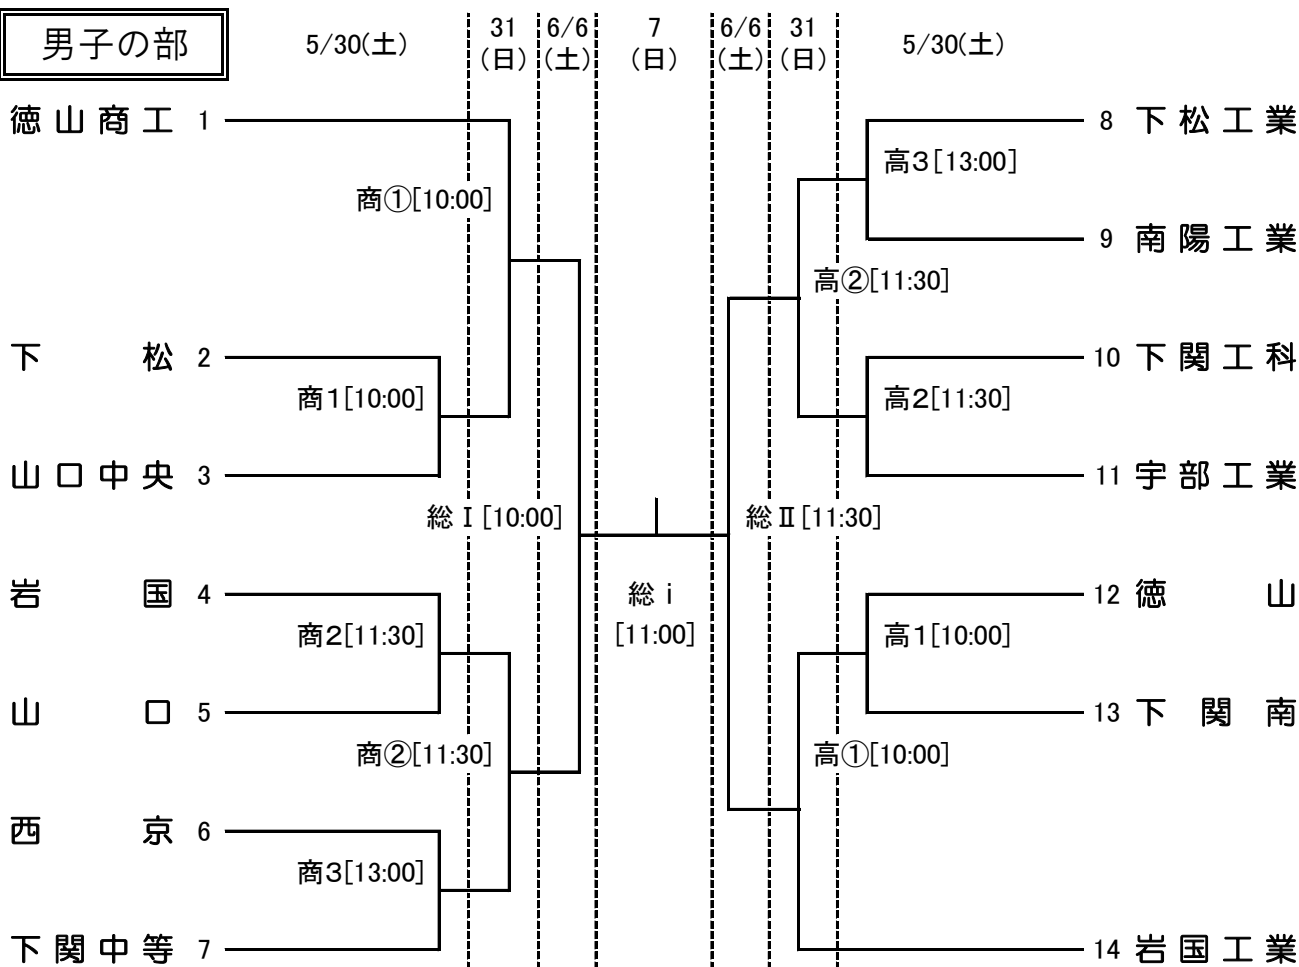 男子の部 5/30(土) 31(日) 6/6(土) 7(日) 6/6(土) 31(日) 5/30(土)
徳山商工 1
8 下松工業
高3[13:00]
商①[10:00]
9 南陽工業
高②[11:30]
下松 2
10 下関工科
商1[10:00]
高2[11:30]
山口中央 3
11 宇部工業
総Ⅰ[10:00]
総Ⅱ[11:30]
岩国 4
総ⅰ
[11:00]
12 徳山
商2[11:30]
高1[10:00]
山口 5
13 下関南
商②[11:30]
高①[10:00]
西京 6
商3[13:00]
下関中等 7
14 岩国工業